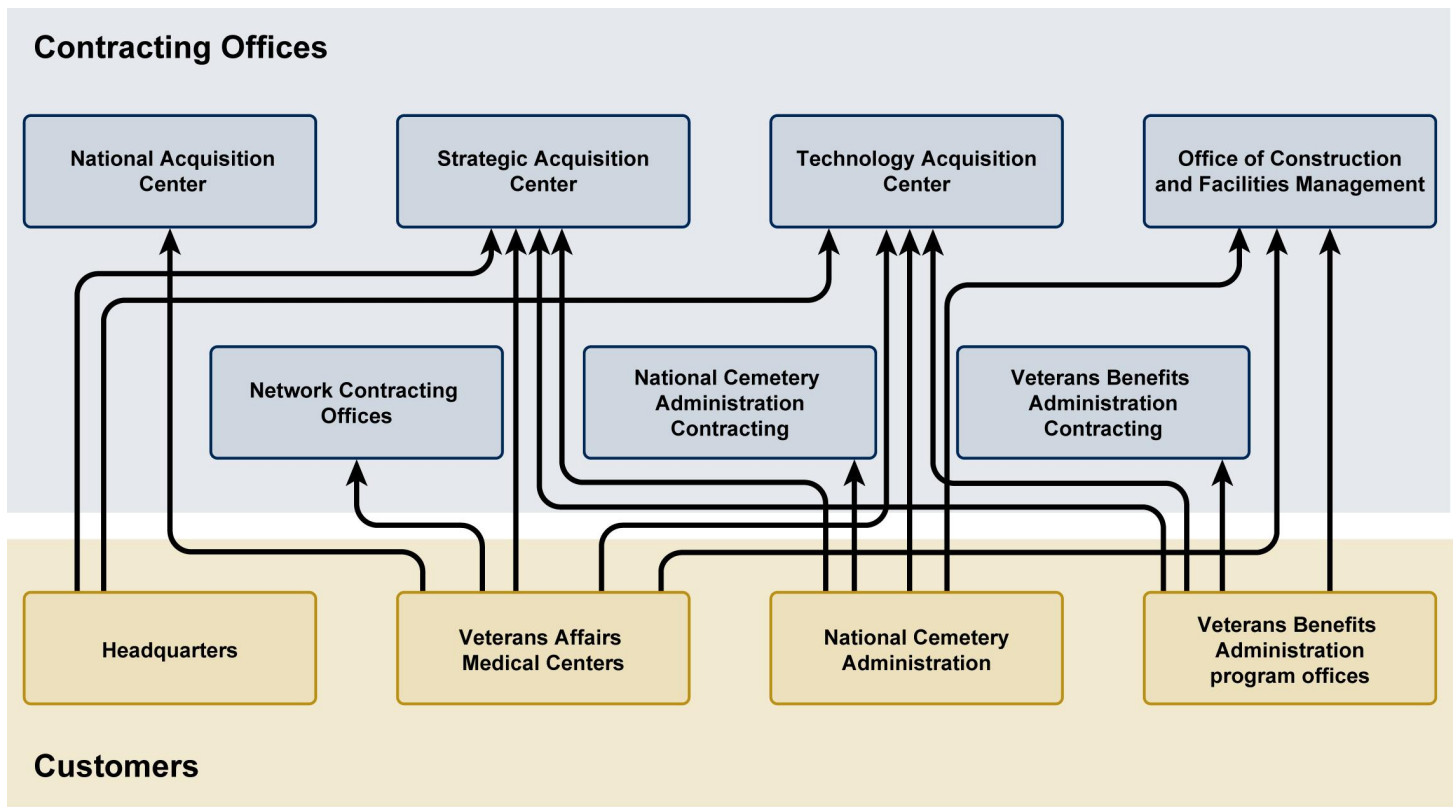 Contracting Offices
National Acquisition
Center
Strategic Acquisition
Center
Technology Acquisition
Center
Office of Construction
and Facilities Management
Network Contracting
Offices
National Cemetery
Administration
Contracting
Veterans Benefits
Administration
Contracting
Headquarters
Veterans Affairs
Medical Centers
National Cemetery
Administration
Veterans Benefits
Administration
program offices
Customers